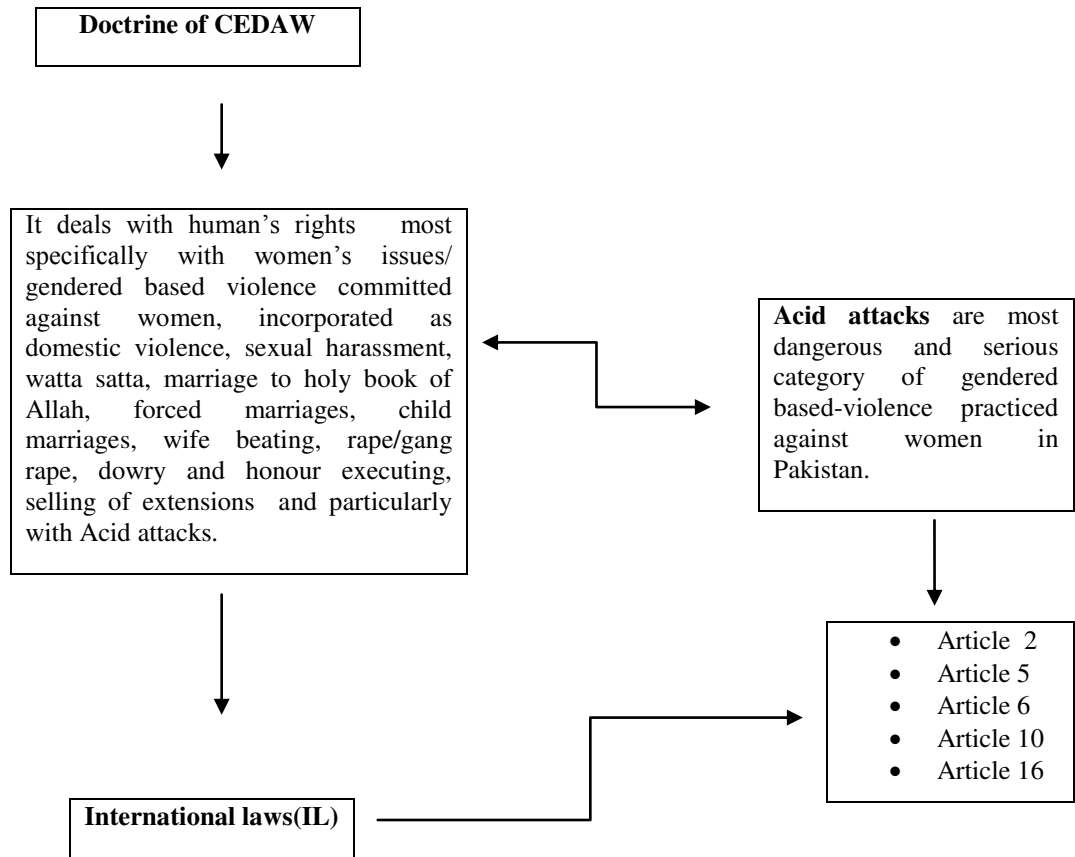 Doctrine of CEDAW
It deals with human’s rights most
specifically with women’s issues/
gendered based violence committed
against women, incorporated as
domestic violence, sexual harassment,
watta satta, marriage to holy book of
Allah, forced marriages, child
marriages, wife beating, rape/gang
rape, dowry and honour executing,
selling of extensions and particularly
with Acid attacks.
Acid attacks are most
dangerous and serious
category of gendered
based-violence practiced
against women in
Pakistan.
• Article 2
• Article 5
• Article 6
• Article 10
• Article 16
International laws(IL)